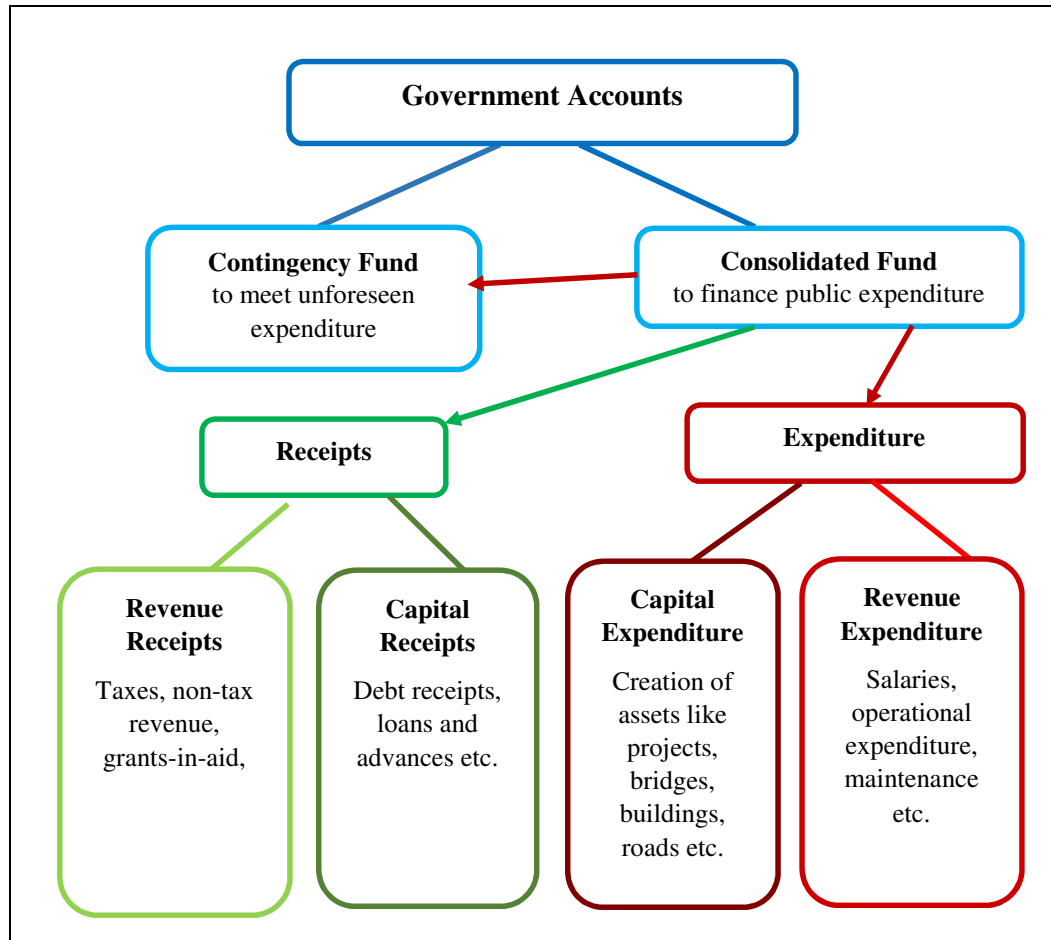 Government Accounts
Contingency Fund
to meet unforeseen
expenditure
Consolidated Fund
to finance public expenditure
Receipts
Expenditure
Revenue
Receipts
Taxes, non-tax
revenue,
grants-in-aid,
Capital
Receipts
Debt receipts,
loans and
advances etc.
Capital
Expenditure
Creation of
assets like
projects,
bridges,
buildings,
roads etc.
Revenue
Expenditure
Salaries,
operational
expenditure,
maintenance
etc.